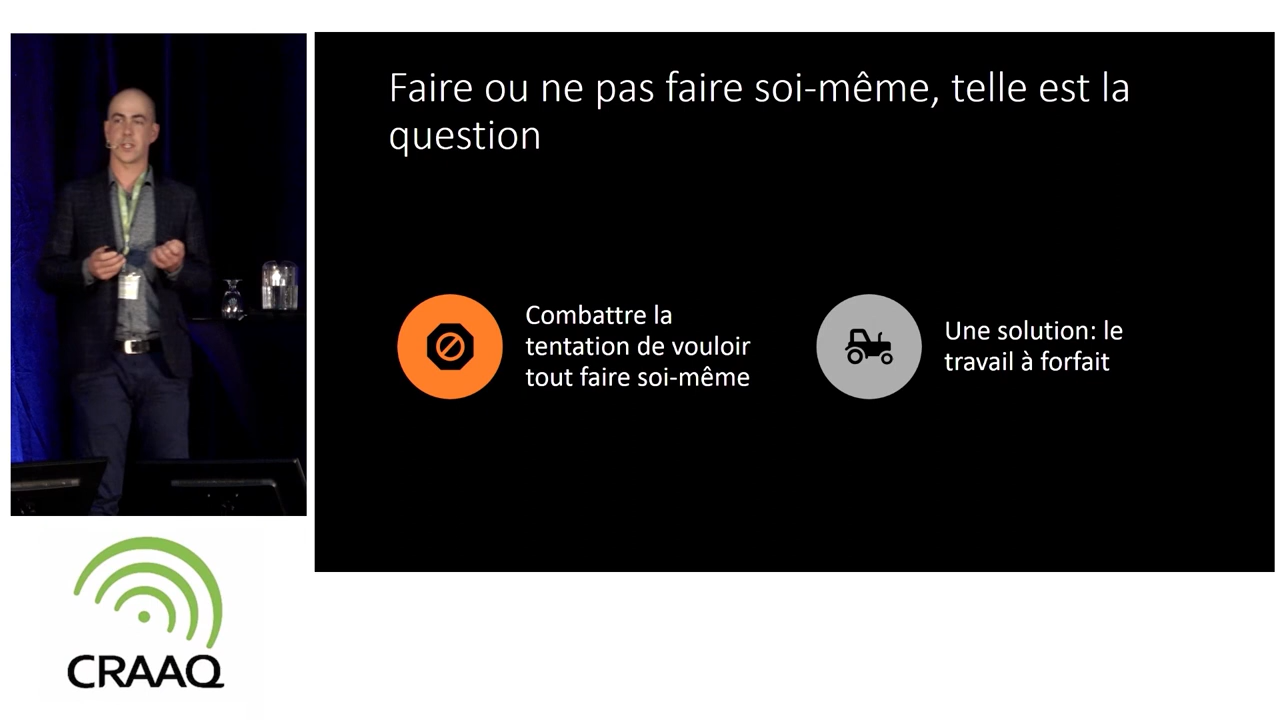 Faire ou ne pas faire soi-même, telle est la
question
Combattre la
tentation de vouloir
tout faire soi-même
Une solution: le
travail à forfait
CRAAQ